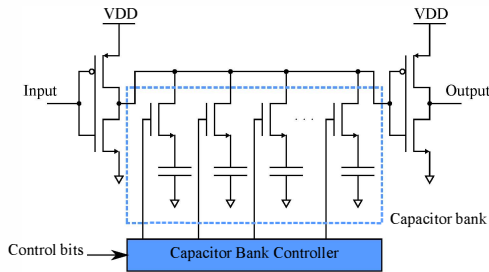 VDD
VDD
Input
Output
. . .
Capacitor bank
Control bits
Capacitor Bank Controller